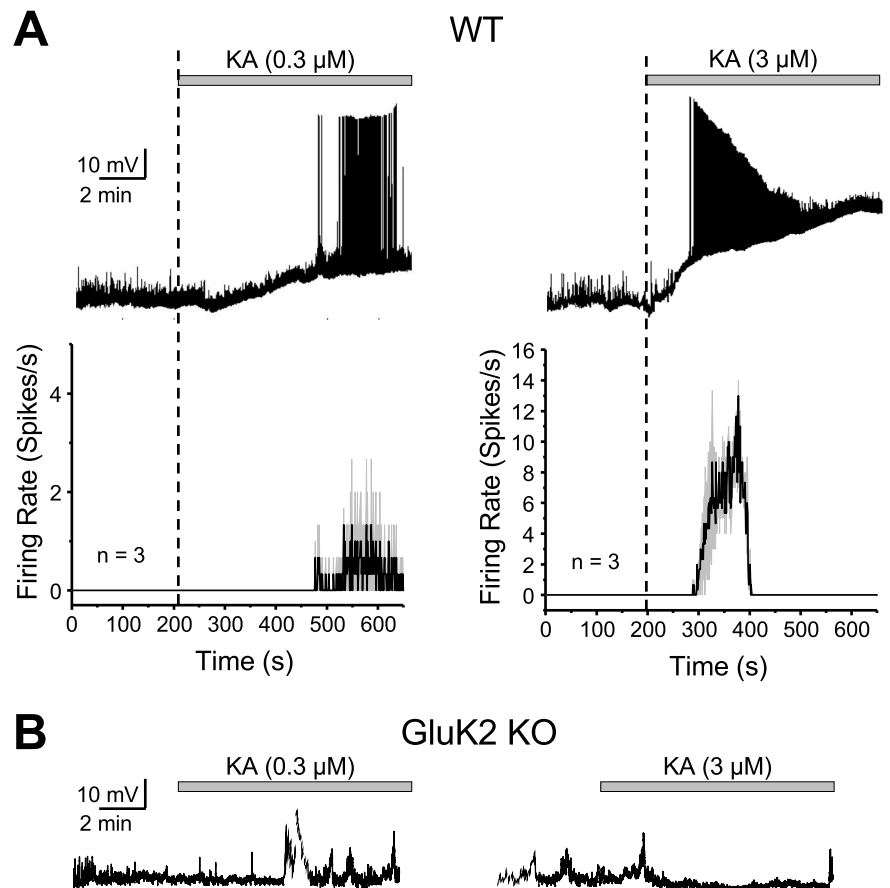 A
WT
KA (0.3 µM)
KA (3 µM)
10 mV
2 min
Firing Rate (Spikes/s)
4
2
0
n = 3
0 100 200 300 400 500 600
Time (s)
Firing Rate (Spikes/s)
16
14
12
10
8
6
4
2
0
n = 3
0 100 200 300 400 500 600
Time (s)
B
GluK2 KO
KA (0.3 µM)
KA (3 µM)
10 mV
2 min